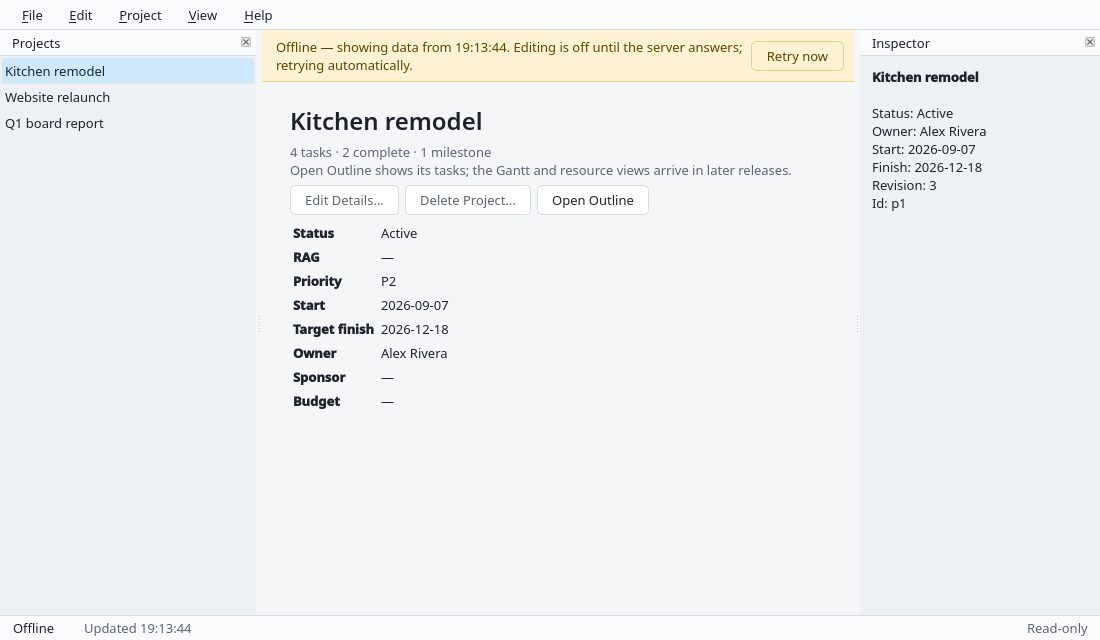 File Edit Project View Help
Projects
Kitchen remodel
Website relaunch
Q1 board report
Offline — showing data from 19:13:44. Editing is off until the server answers;
retrying automatically.
Retry now
Kitchen remodel
4 tasks · 2 complete · 1 milestone
Open Outline shows its tasks; the Gantt and resource views arrive in later releases.
Edit Details... Delete Project... Open Outline
Status Active
RAG —
Priority P2
Start 2026-09-07
Target finish 2026-12-18
Owner Alex Rivera
Sponsor —
Budget —
Inspector
Kitchen remodel
Status: Active
Owner: Alex Rivera
Start: 2026-09-07
Finish: 2026-12-18
Revision: 3
Id: p1
Offline Updated 19:13:44 Read-only